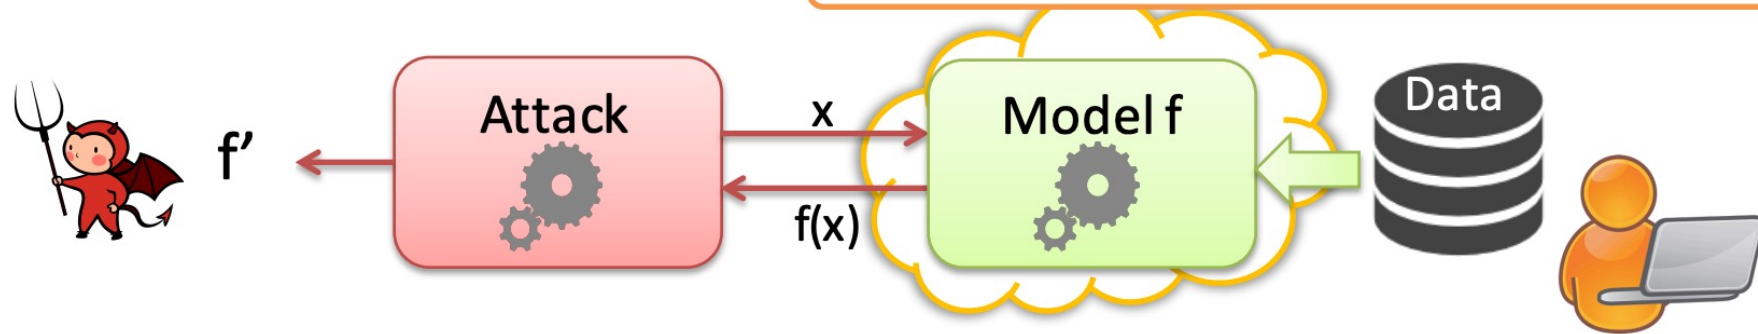 f’
Attack
x
f(x)
Model f
Data